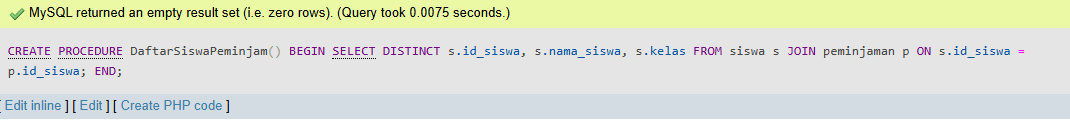 MySQL returned an empty result set (i.e. zero rows). (Query took 0.0075 seconds.)
CREATE PROCEDURE DaftarSiswaPeminjam() BEGIN SELECT DISTINCT s.id_siswa, s.nama_siswa, s.kelas FROM siswa s JOIN peminjaman p ON s.id_siswa =
p.id_siswa; END;
[ Edit inline ] [ Edit ] [ Create PHP code ]